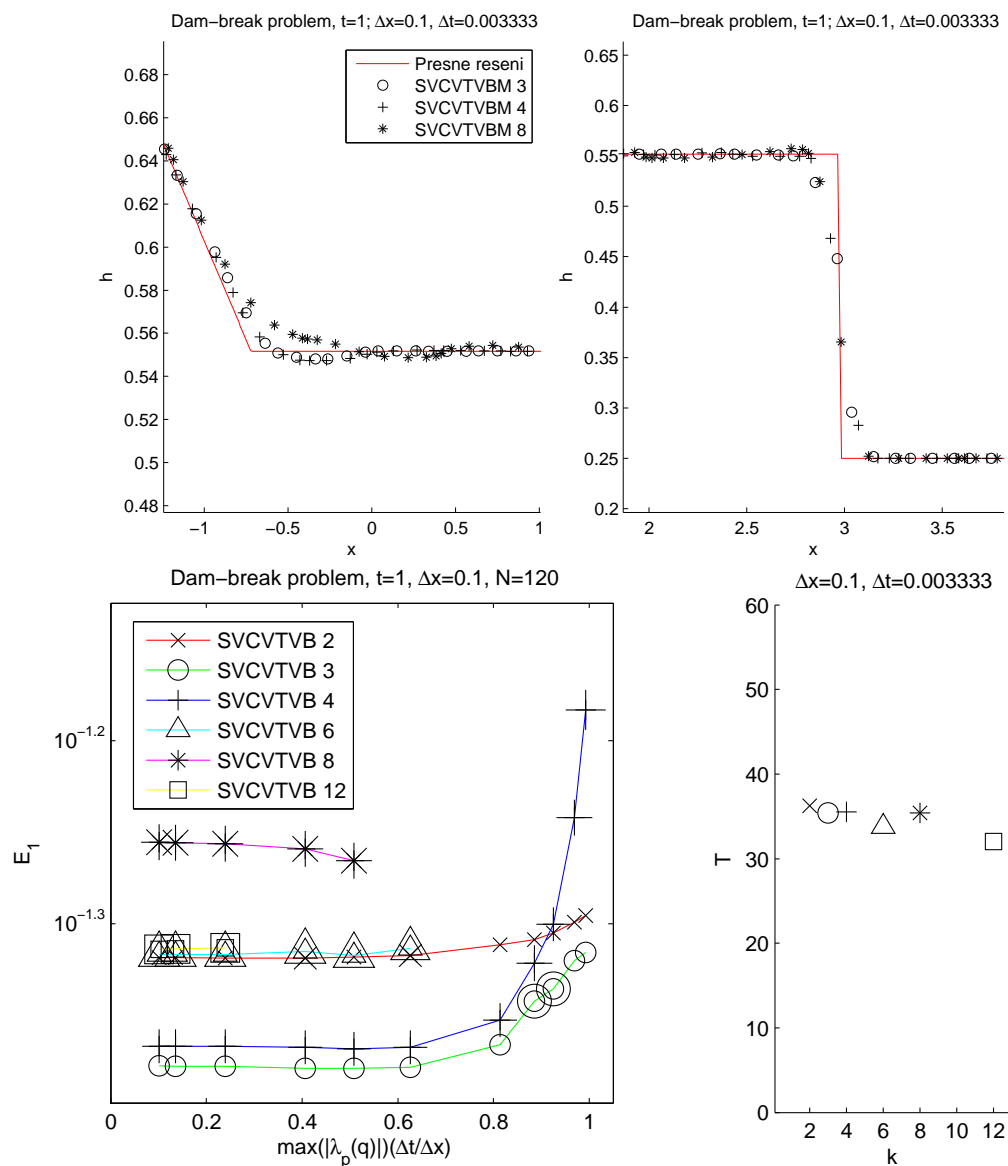 Dam−break problem, t=1; Δx=0.1, Δt=0.003333
0.68
0.66
0.64
0.62
0.6
0.58
0.56
0.54
0.52
0.5
0.48
h
−1
−0.5
0
0.5
1
x
Presne reseni
SVCVTVBM 3
SVCVTVBM 4
SVCVTVBM 8
Dam−break problem, t=1; Δx=0.1, Δt=0.003333
0.65
0.6
0.55
0.5
0.45
0.4
0.35
0.3
0.25
0.2
h
2
2.5
3
3.5
x
Dam−break problem, t=1, Δx=0.1, N=120
SVCVTVB 2
SVCVTVB 3
SVCVTVB 4
SVCVTVB 6
SVCVTVB 8
SVCVTVB 12
10^−1.2
10^−1.3
E_1
0
0.2
0.4
0.6
0.8
1
max(|λ_p(q)|)(Δt/Δx)
Δx=0.1, Δt=0.003333
60
50
40
30
20
10
0
T
2
4
6
8
10
12
k